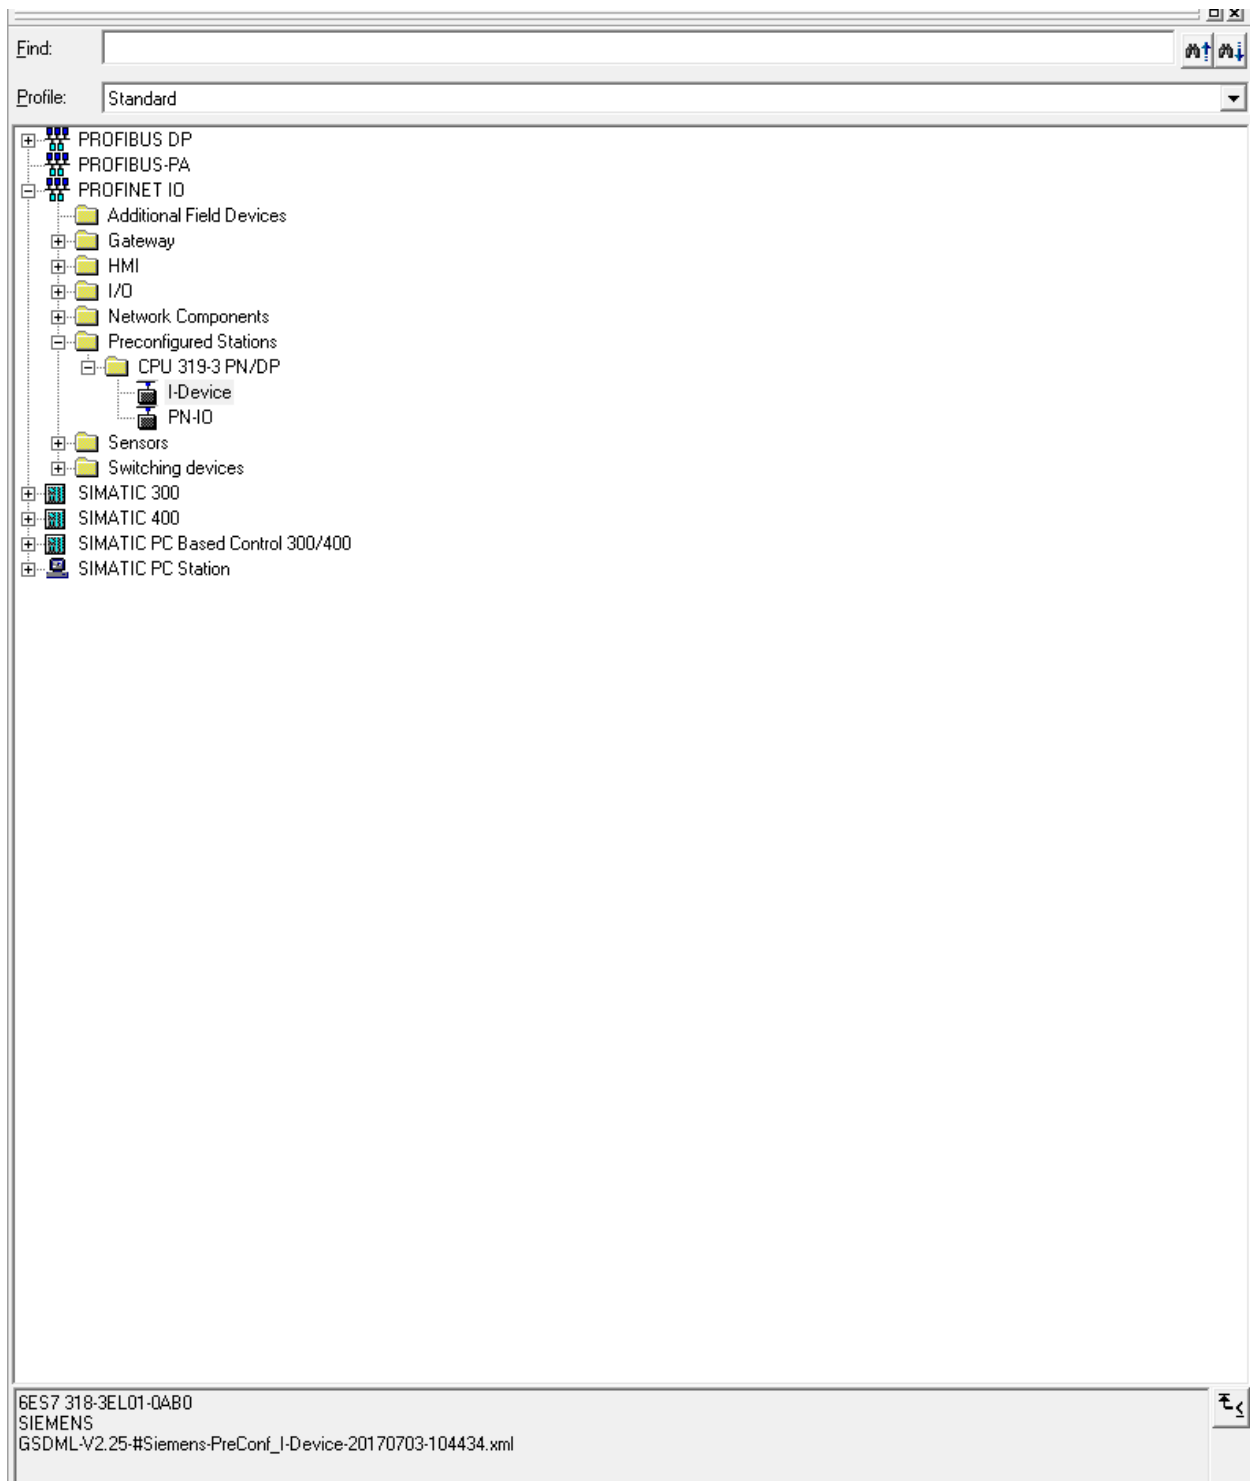 Find:
Profile: Standard
PROFIBUS DP
PROFIBUS-PA
PROFINET IO
Additional Field Devices
Gateway
HMI
I/O
Network Components
Preconfigured Stations
CPU 319-3 PN/DP
I-Device
PN-IO
Sensors
Switching devices
SIMATIC 300
SIMATIC 400
SIMATIC PC Based Control 300/400
SIMATIC PC Station
6ES7 318-3EL01-0AB0
SIEMENS
GSDML-V2.25-#Siemens-PreConf_I-Device-20170703-104434.xml